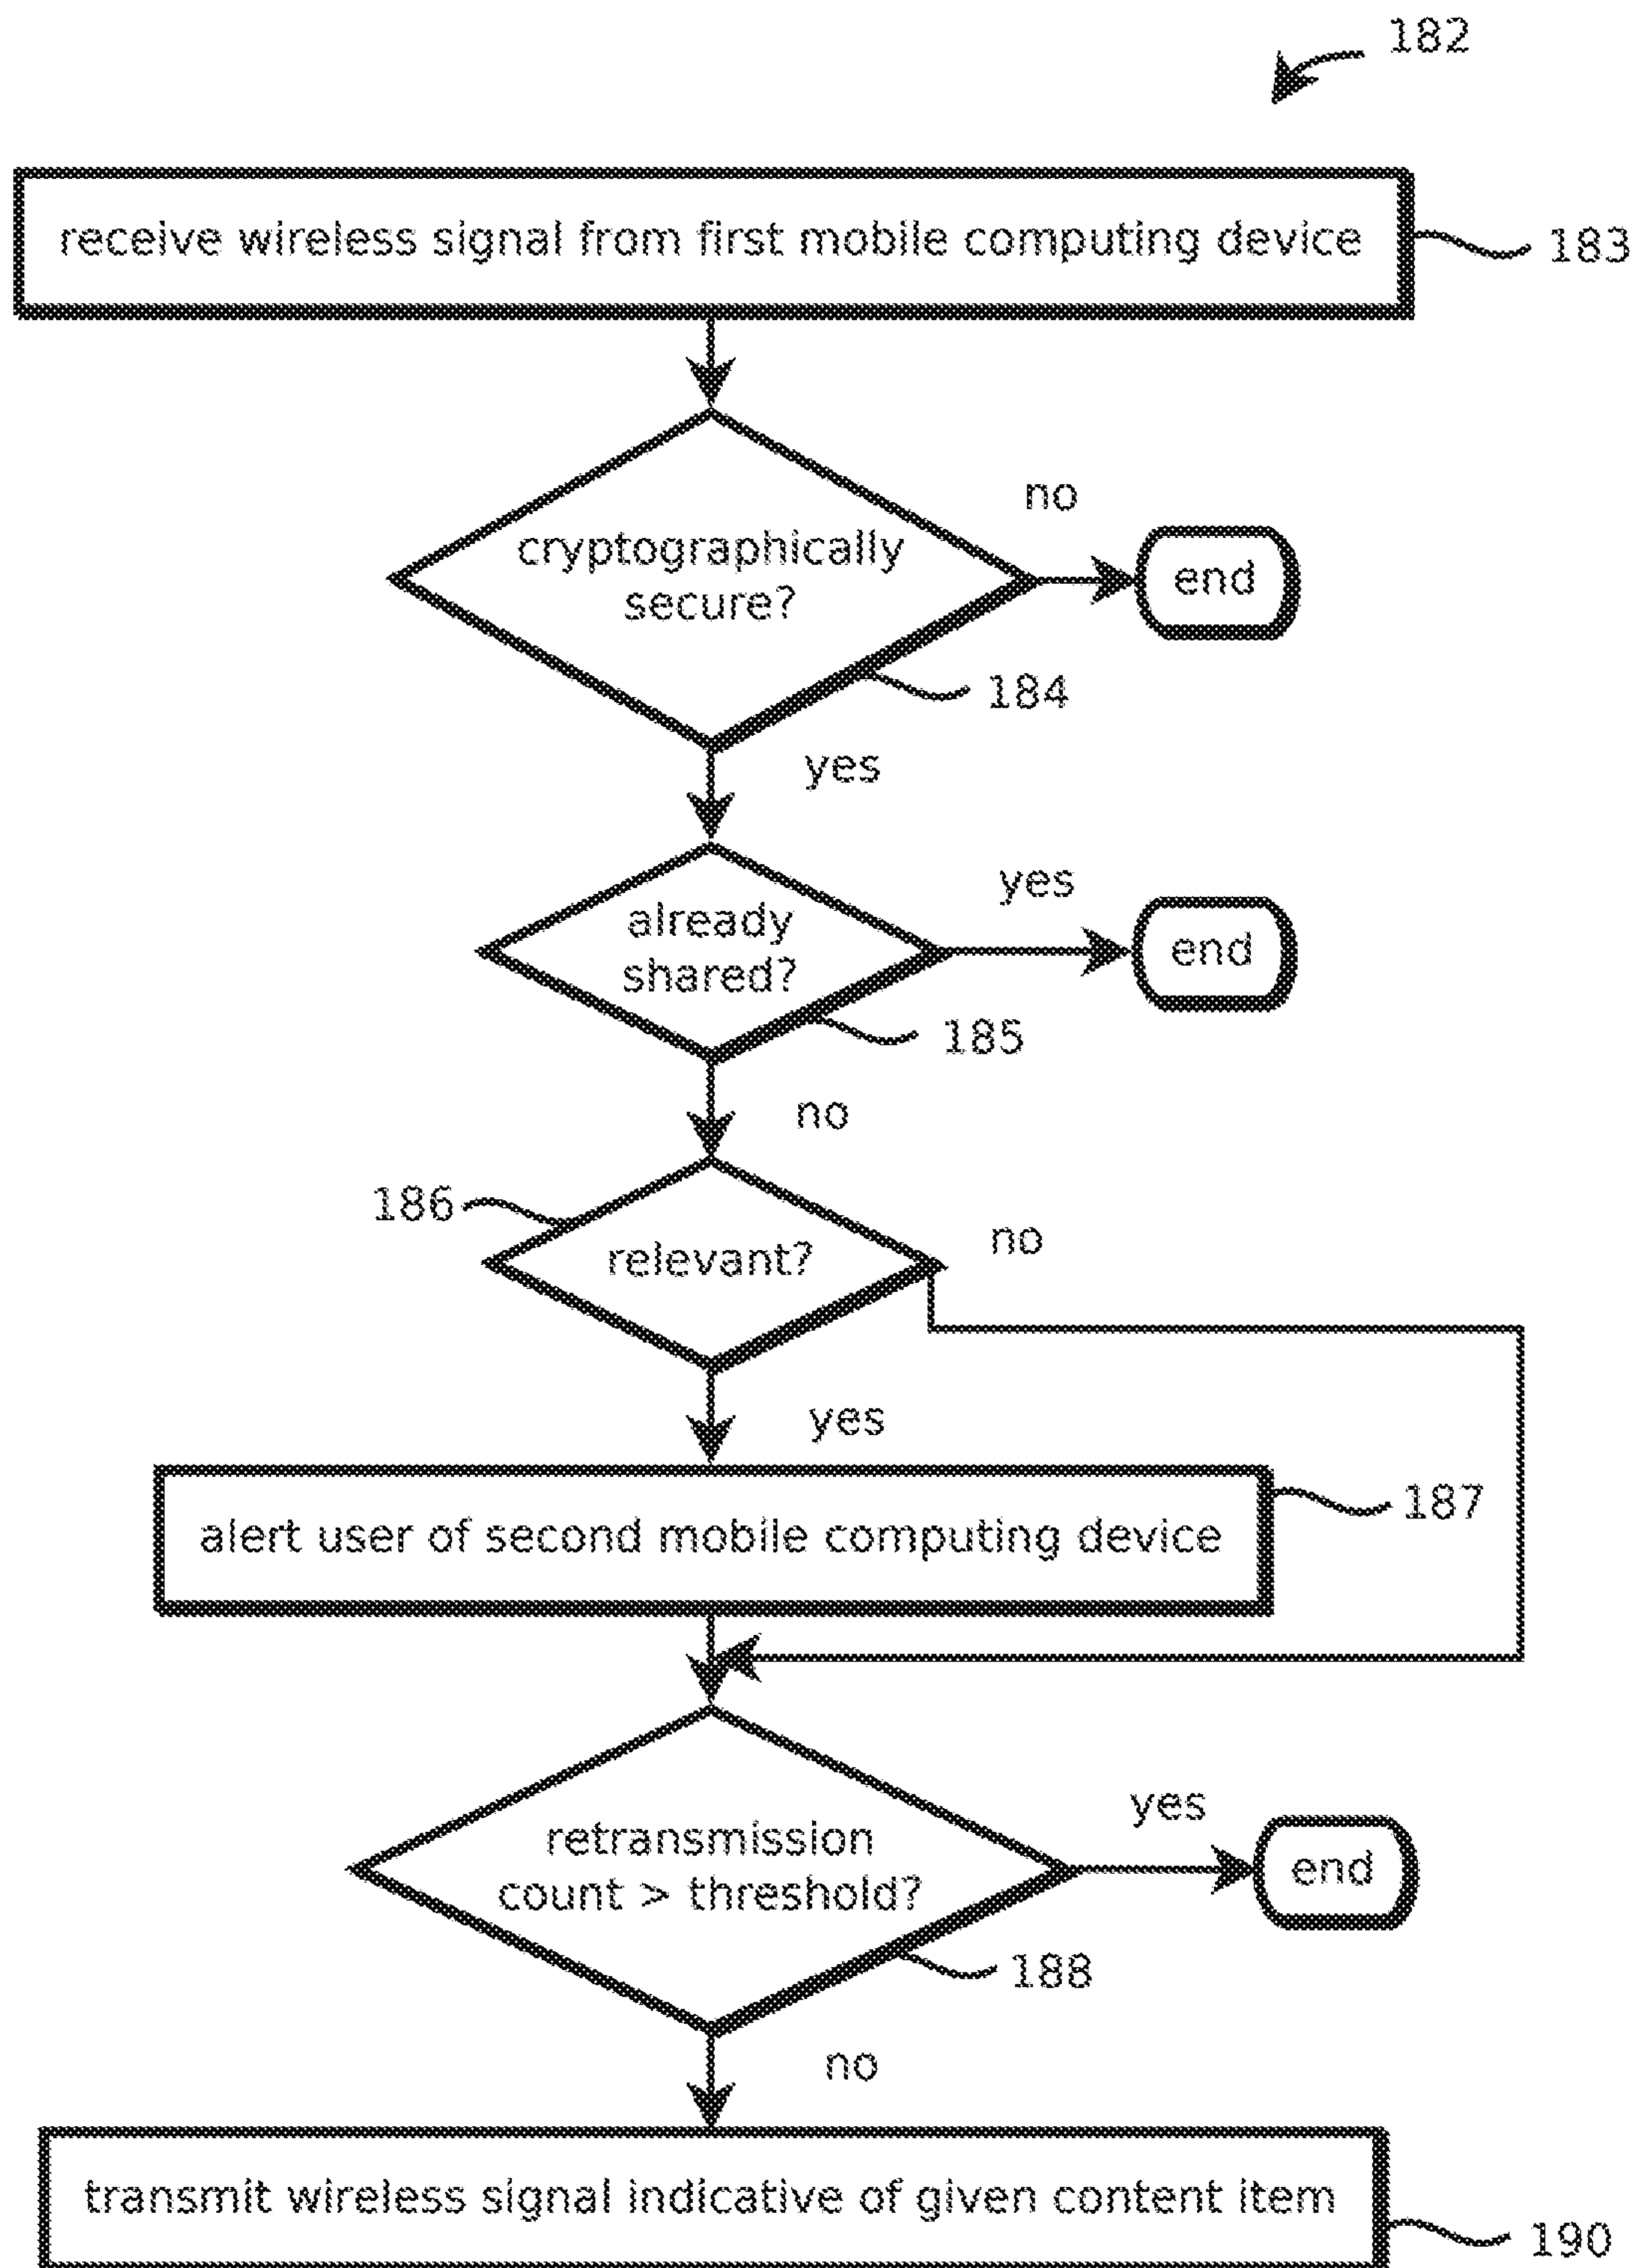 182
receive wireless signal from first mobile computing device
183
cryptographically
secure?
no
end
184
yes
already
shared?
yes
end
185
no
186
relevant?
no
yes
alert user of second mobile computing device
187
retransmission
count > threshold?
yes
end
188
no
transmit wireless signal indicative of given content item
190